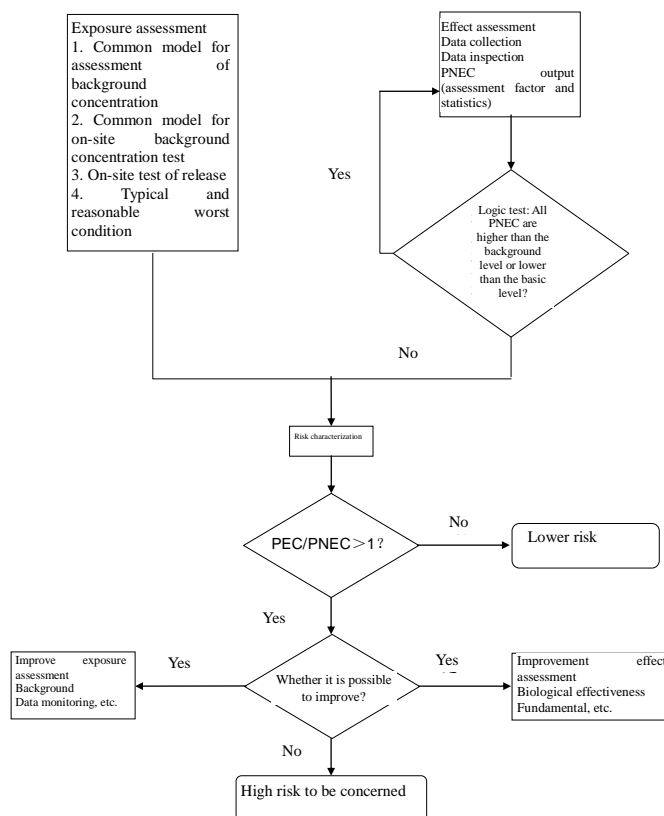 Exposure assessment
1. Common model for
assessment of
background
concentration
2. Common model for
on-site background
concentration test
3. On-site test of release
4. Typical and
reasonable worst
condition
Effect assessment
Data collection
Data inspection
PNEC output
(assessment factor and
statistics)
Yes
Logic test: All
PNEC are
higher than the
background
level or lower
than the basic
level?
No
Risk characterization
PEC/PNEC＞1？
No
Lower risk
Yes
Improve exposure
assessment
Background
Data monitoring, etc.
Yes
Whether it is possible
to improve?
Yes
Improvement effect
assessment
Biological effectiveness
Fundamental, etc.
No
High risk to be concerned